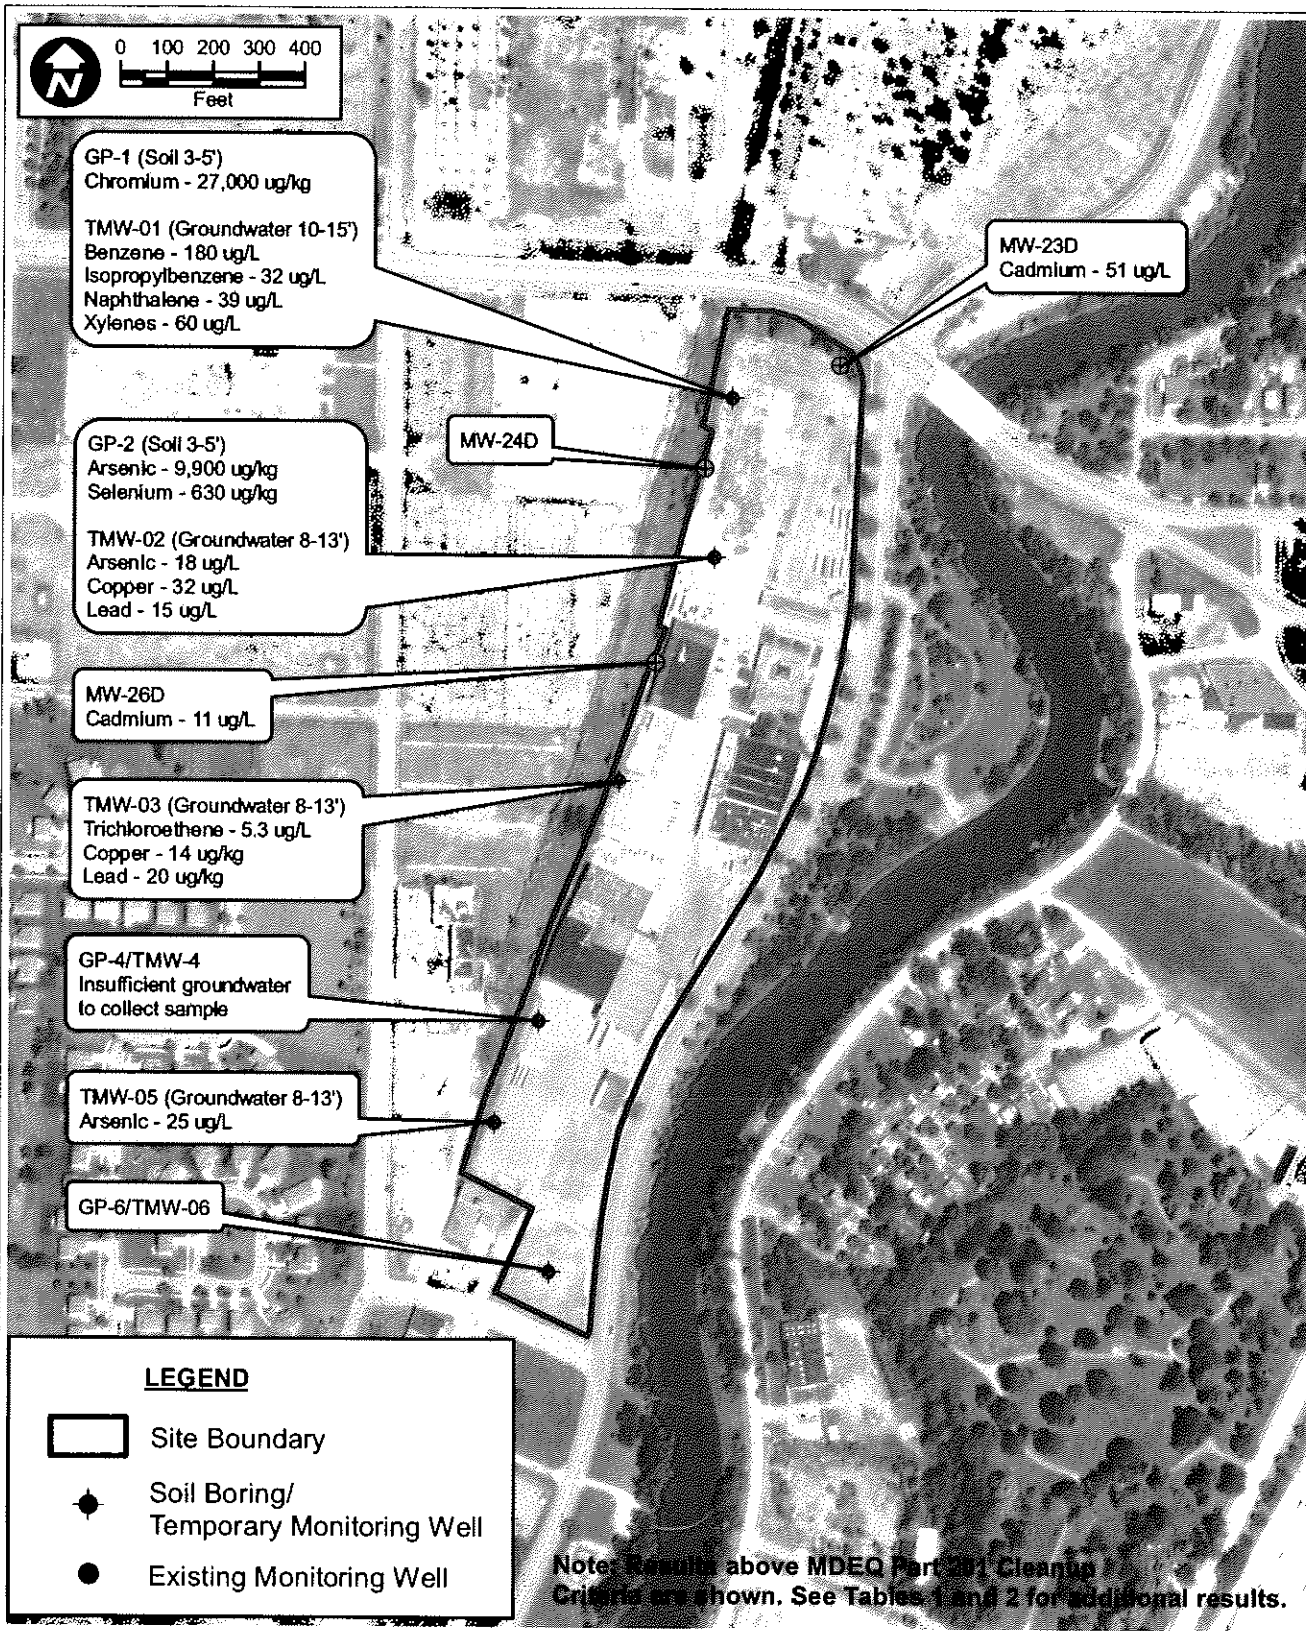 N
0 100 200 300 400
Feet
GP-1 (Soil 3-5')
Chromium - 27,000 ug/kg
TMW-01 (Groundwater 10-15')
Benzene - 180 ug/L
Isopropylbenzene - 32 ug/L
Naphthalene - 39 ug/L
Xylenes - 60 ug/L
MW-23D
Cadmium - 51 ug/L
MW-24D
GP-2 (Soil 3-5')
Arsenic - 9,900 ug/kg
Selenium - 630 ug/kg
TMW-02 (Groundwater 8-13')
Arsenic - 18 ug/L
Copper - 32 ug/L
Lead - 15 ug/L
MW-26D
Cadmium - 11 ug/L
TMW-03 (Groundwater 8-13')
Trichloroethene - 5.3 ug/L
Copper - 14 ug/kg
Lead - 20 ug/kg
GP-4/TMW-4
Insufficient groundwater
to collect sample
TMW-05 (Groundwater 8-13')
Arsenic - 25 ug/L
GP-6/TMW-06
LEGEND
Site Boundary
Soil Boring/
Temporary Monitoring Well
Existing Monitoring Well
Note: Results above MDEQ Part 201 Cleanup
Criteria are shown. See Tables 1 and 2 for additional results.